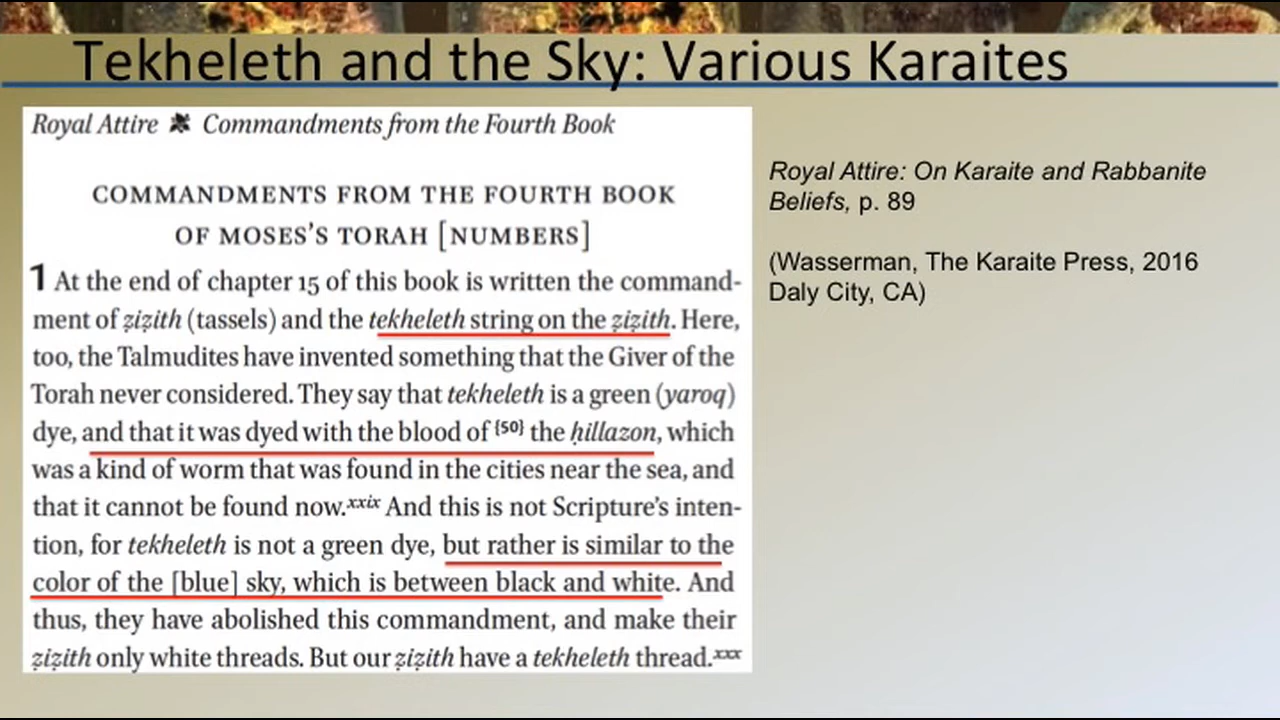 Tekheleth and the Sky: Various Karaites
Royal Attire ✽ Commandments from the Fourth Book
COMMANDMENTS FROM THE FOURTH BOOK
OF MOSES'S TORAH [NUMBERS]
1 At the end of chapter 15 of this book is written the command-
ment of ẓiẓith (tassels) and the tekheleth string on the ẓiẓith. Here,
too, the Talmudites have invented something that the Giver of the
Torah never considered. They say that tekheleth is a green (yaroq)
dye, and that it was dyed with the blood of {50} the ḥillazon, which
was a kind of worm that was found in the cities near the sea, and
that it cannot be found now.xxix And this is not Scripture's inten-
tion, for tekheleth is not a green dye, but rather is similar to the
color of the [blue] sky, which is between black and white. And
thus, they have abolished this commandment, and make their
ẓiẓith only white threads. But our ẓiẓith have a tekheleth thread.xxx
Royal Attire: On Karaite and Rabbanite
Beliefs, p. 89
(Wasserman, The Karaite Press, 2016
Daly City, CA)